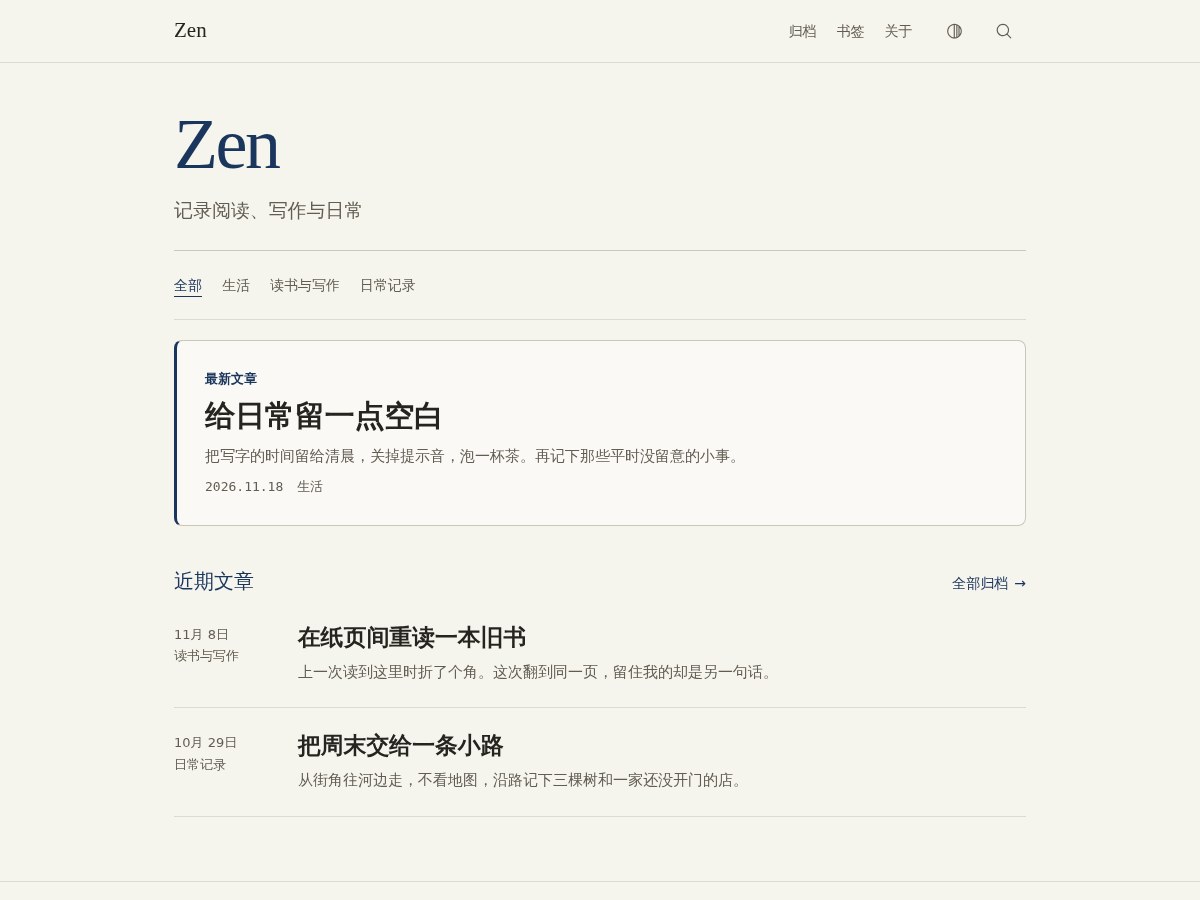 Zen
归档 书签 关于
Zen
记录阅读、写作与日常
全部 生活 读书与写作 日常记录
最新文章
给日常留一点空白
把写字的时间留给清晨，关掉提示音，泡一杯茶。再记下那些平时没留意的小事。
2026.11.18 生活
近期文章
全部归档 →
11月 8日
读书与写作
在纸页间重读一本旧书
上一次读到这里时折了个角。这次翻到同一页，留住我的却是另一句话。
10月 29日
日常记录
把周末交给一条小路
从街角往河边走，不看地图，沿路记下三棵树和一家还没开门的店。